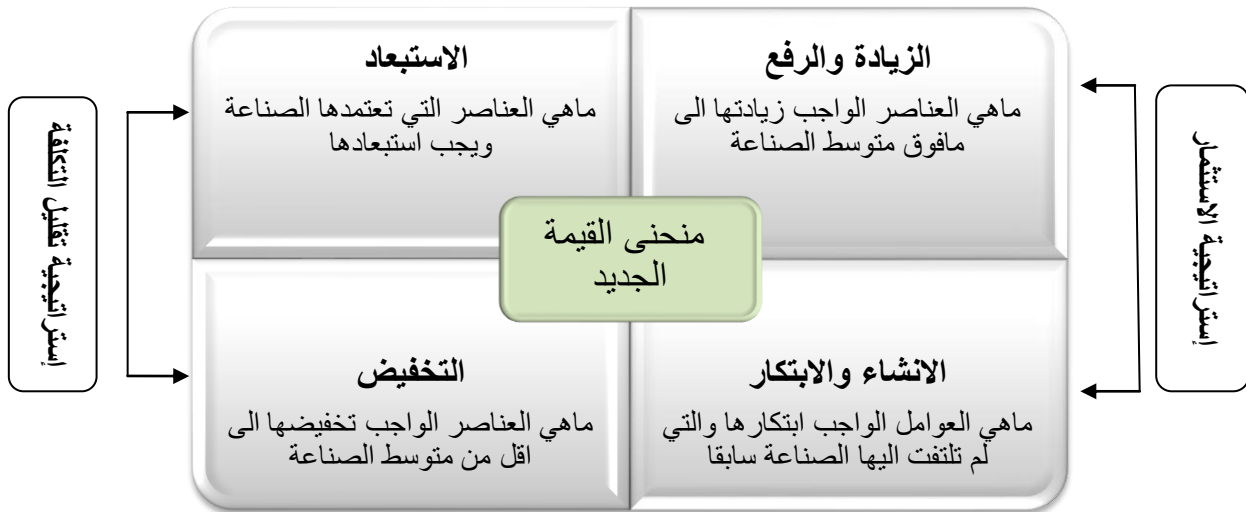 الزيادة والرفع
ماهي العناصر الواجب زيادتها الى
مافوق متوسط الصناعة
الاستبعاد
ماهي العناصر التي تعتمدها الصناعة
ويجب استبعادها
منحنى القيمة
الجديد
الانشاء والابتكار
ماهي العوامل الواجب ابتكارها والتي
لم تلتفت اليها الصناعة سابقا
التخفيض
ماهي العناصر الواجب تخفيضها الى
اقل من متوسط الصناعة
إستراتيجية الاستثمار
إستراتيجية تقليل التكلفة